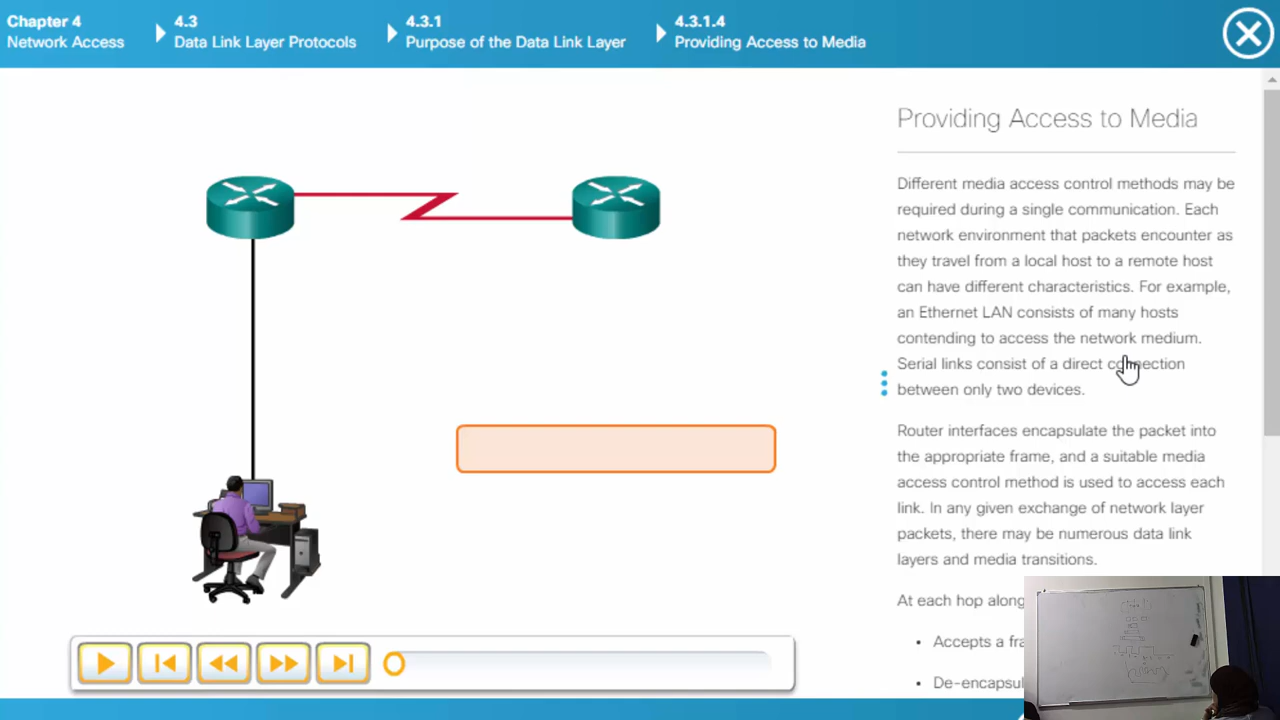 Chapter 4
Network Access
4.3
Data Link Layer Protocols
4.3.1
Purpose of the Data Link Layer
4.3.1.4
Providing Access to Media
Providing Access to Media
Different media access control methods may be
required during a single communication. Each
network environment that packets encounter as
they travel from a local host to a remote host
can have different characteristics. For example,
an Ethernet LAN consists of many hosts
contending to access the network medium.
Serial links consist of a direct connection
between only two devices.
Router interfaces encapsulate the packet into
the appropriate frame, and a suitable media
access control method is used to access each
link. In any given exchange of network layer
packets, there may be numerous data link
layers and media transitions.
At each hop along
• Accepts a fra
• De-encapsul